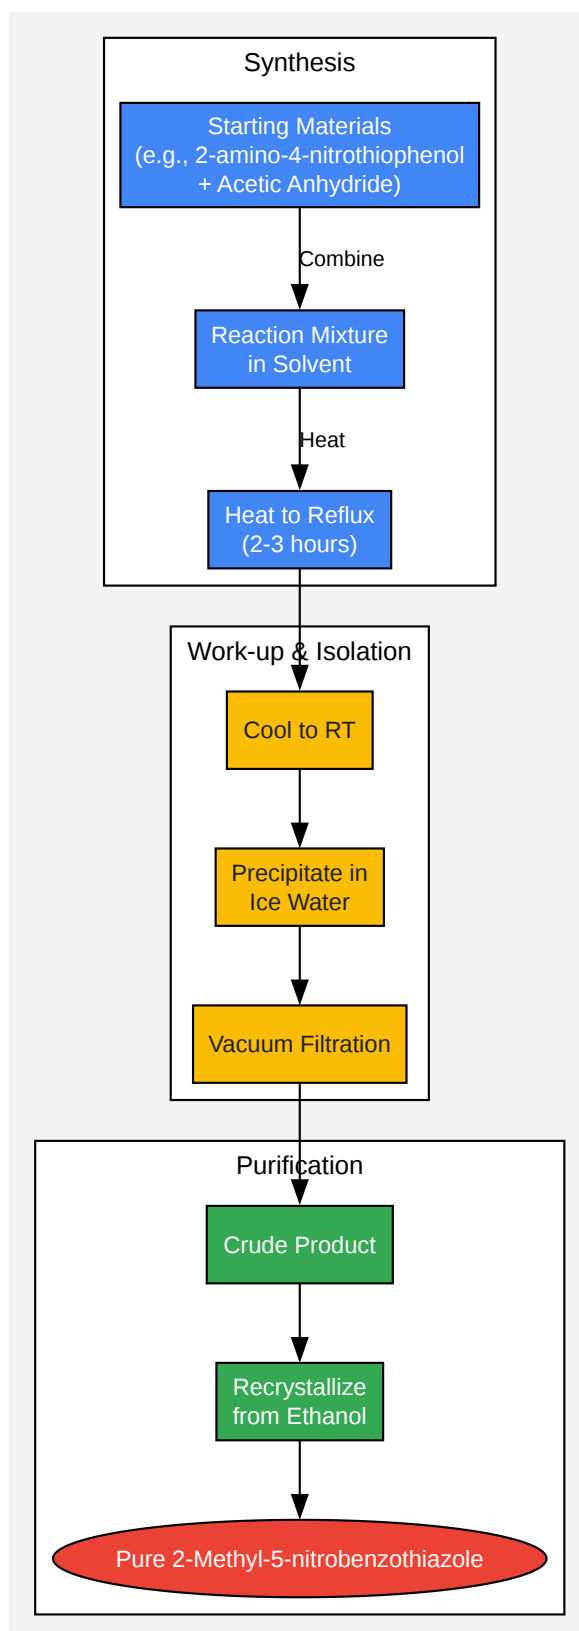 Synthesis
Starting Materials
(e.g., 2-amino-4-nitrothiophenol
+ Acetic Anhydride)
Combine
Reaction Mixture
in Solvent
Heat
Heat to Reflux
(2-3 hours)
Work-up & Isolation
Cool to RT
Precipitate in
Ice Water
Vacuum Filtration
Purification
Crude Product
Recrystallize
from Ethanol
Pure 2-Methyl-5-nitrobenzothiazole